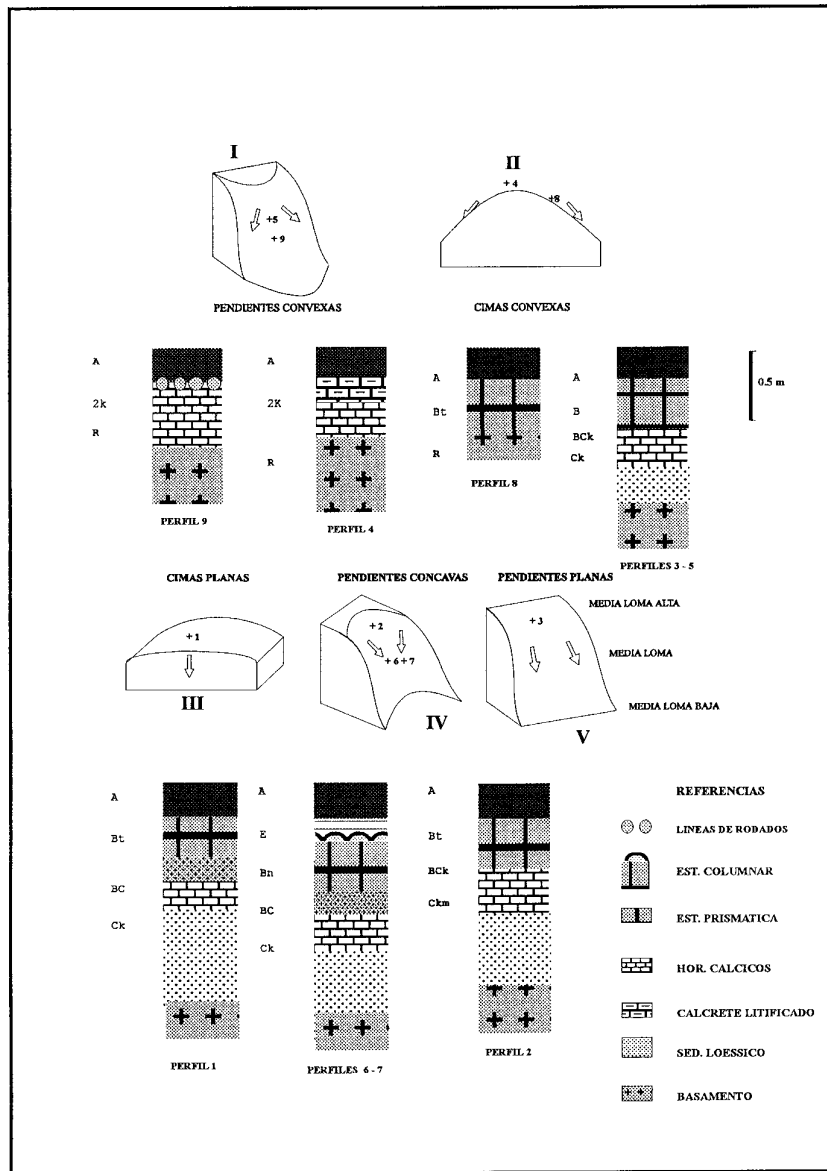 I
II
+ 4
+8
+5
+ 9
PENDIENTES CONVEXAS
CIMAS CONVEXAS
A
2k
R
PERFIL 9
A
2K
R
PERFIL 4
A
Bt
R
PERFIL 8
A
B
BCk
Ck
PERFILES 3 - 5
0.5 m
CIMAS PLANAS
PENDIENTES CONCAVAS
PENDIENTES PLANAS
+ 1
III
+ 2
+ 6 + 7
IV
+ 3
V
MEDIA LOMA ALTA
MEDIA LOMA
MEDIA LOMA BAJA
A
Bt
BC
Ck
PERFIL 1
A
E
Bn
BC
Ck
PERFILES 6 - 7
A
Bt
BCk
Ckm
PERFIL 2
REFERENCIAS
LINEAS DE RODADOS
EST. COLUMNAR
EST. PRISMATICA
HOR. CALCICOS
CALCRETE LITIFICADO
SED. LOESSICO
BASAMENTO